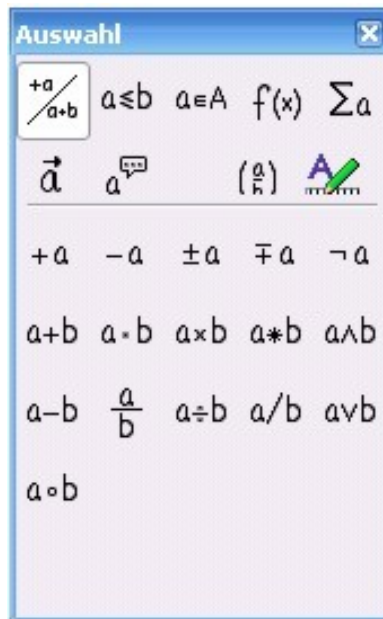 Auswahl
+a/a+b a≤b a∈A f(x) Σa
a⃗ a (a/b) A
+a −a ±a ∓a ¬a
a+b a·b a×b a∗b a∧b
a−b a/b a÷b a/b a∨b
a∘b